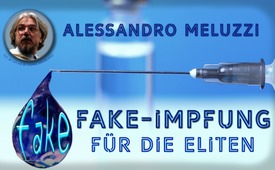 ALESSANDRO MELUZZI
fake
FAKE-IMPFUNG
FÜR DIE ELITEN